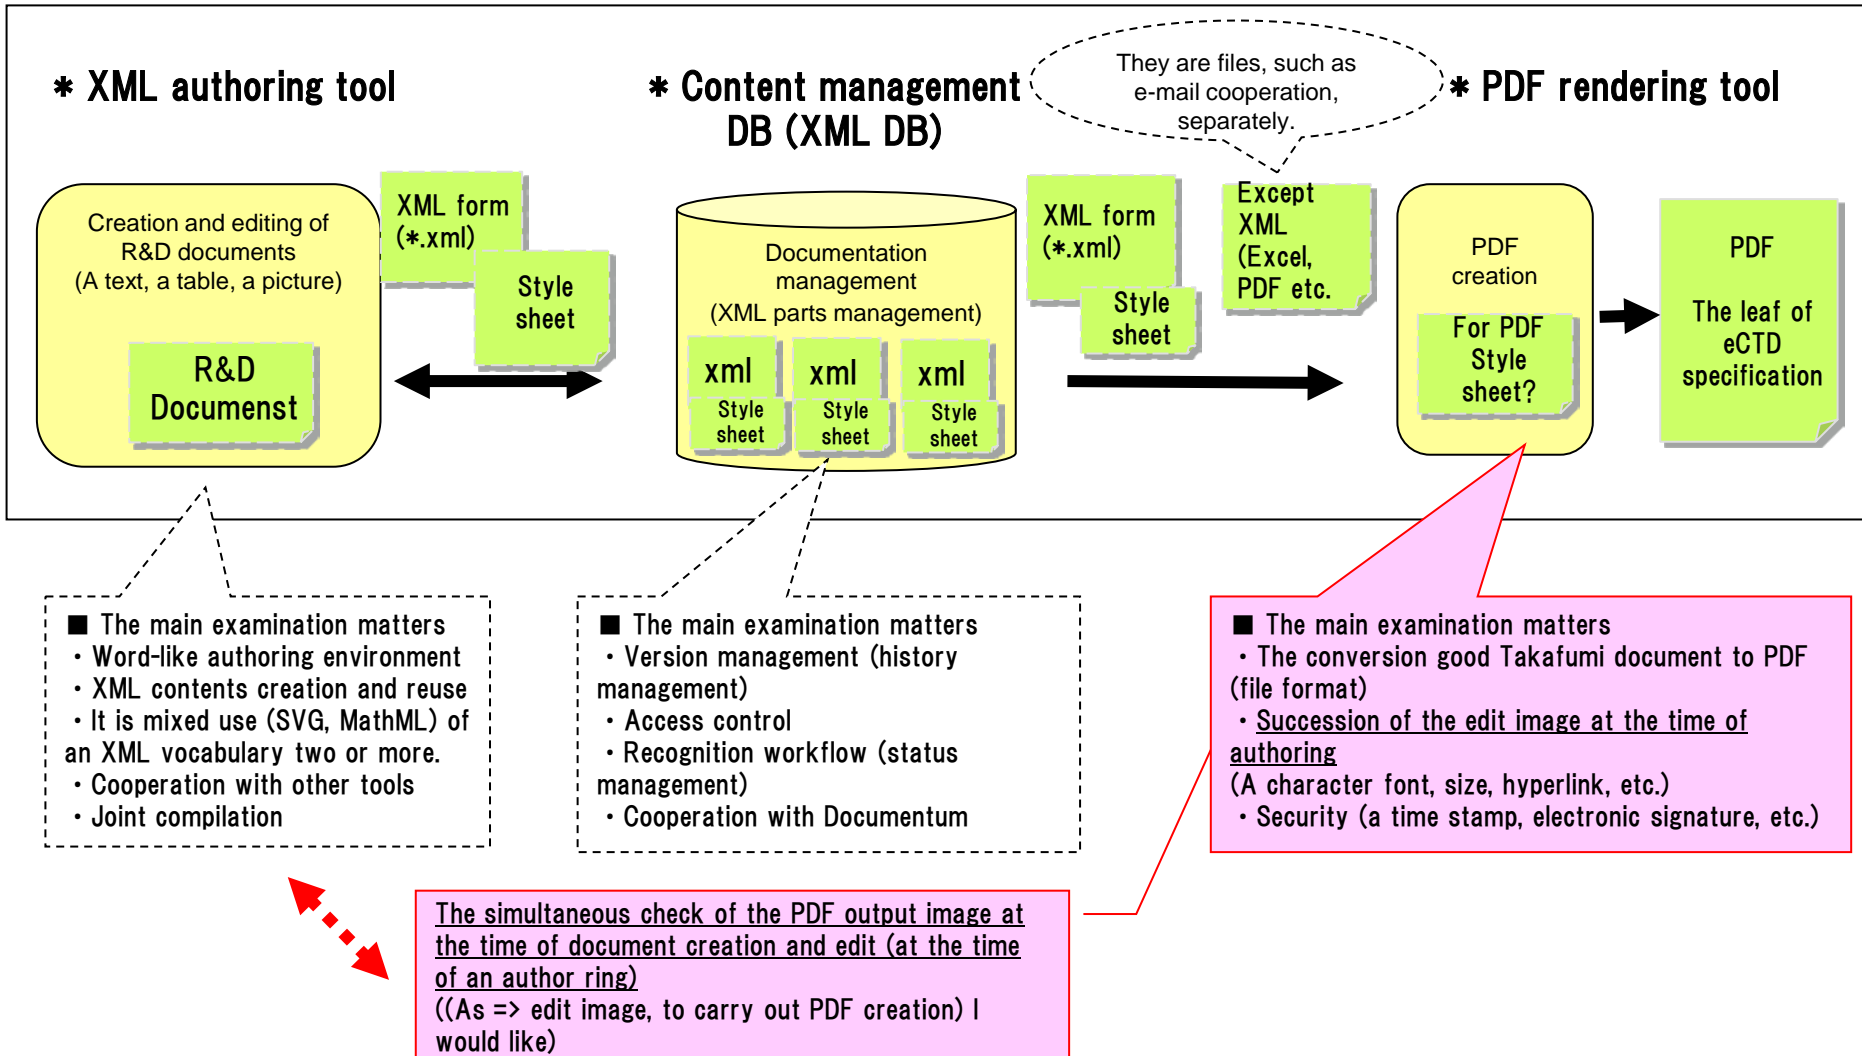 * XML authoring tool
* Content management
DB (XML DB)
They are files, such as
e-mail cooperation,
separately.
* PDF rendering tool
Creation and editing of
R&D documents
(A text, a table, a picture)
R&D
Documenst
XML form
(*.xml)
Style
sheet
Documentation
management
(XML parts management)
xml
Style
sheet
xml
Style
sheet
xml
Style
sheet
XML form
(*.xml)
Style
sheet
Except
XML
(Excel,
PDF etc.
PDF
creation
For PDF
Style
sheet?
PDF
The leaf of
eCTD
specification
■ The main examination matters
・Word-like authoring environment
・XML contents creation and reuse
・It is mixed use (SVG, MathML) of
an XML vocabulary two or more.
・Cooperation with other tools
・Joint compilation
■ The main examination matters
・Version management (history
management)
・Access control
・Recognition workflow (status
management)
・Cooperation with Documentum
■ The main examination matters
・The conversion good Takafumi document to PDF
(file format)
・Succession of the edit image at the time of
authoring
(A character font, size, hyperlink, etc.)
・Security (a time stamp, electronic signature, etc.)
The simultaneous check of the PDF output image at
the time of document creation and edit (at the time
of an author ring)
((As => edit image, to carry out PDF creation) I
would like)